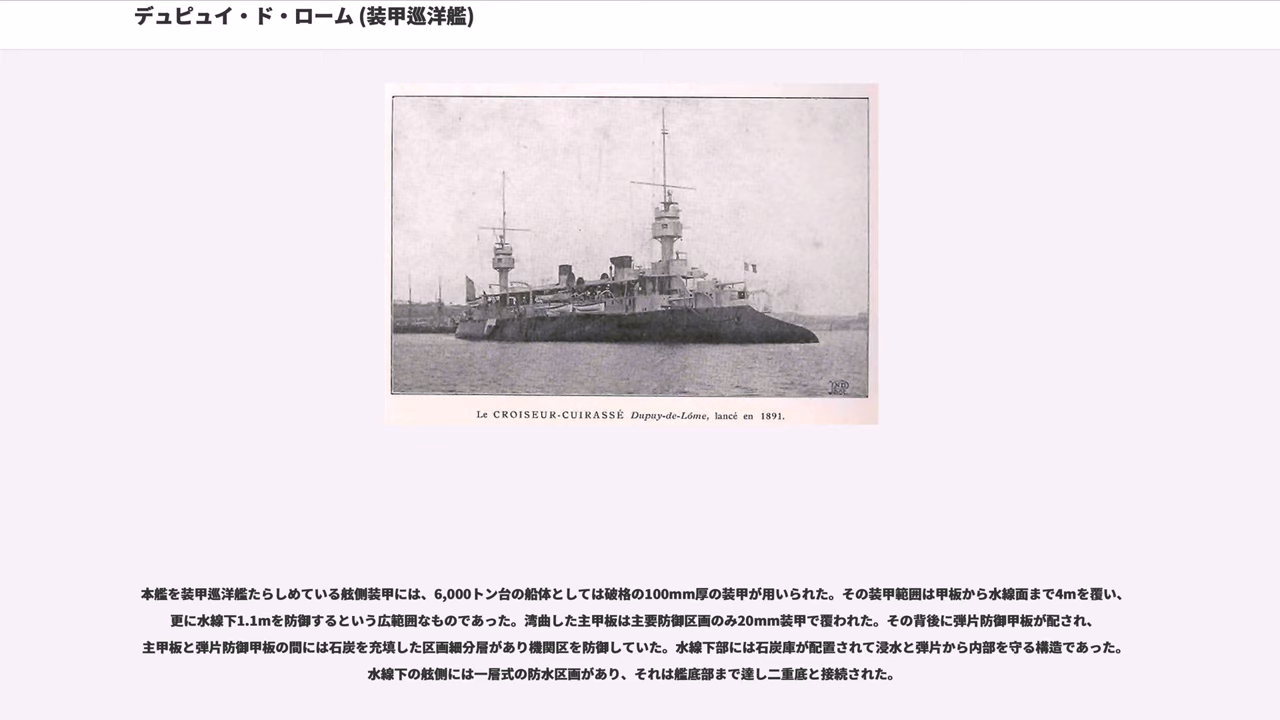 デュピュイ・ド・ローム (装甲巡洋艦)
Le CROISEUR-CUIRASSÉ Dupuy-de-Lôme, lancé en 1891.
本艦を装甲巡洋艦たらしめている舷側装甲には、6,000トン台の船体としては破格の100mm厚の装甲が用いられた。その装甲範囲は甲板から水線面まで4mを覆い、
更に水線下1.1mを防御するという広範囲なものであった。湾曲した主甲板は主要防御区画のみ20mm装甲で覆われた。その背後に弾片防御甲板が配され、
主甲板と弾片防御甲板の間には石炭を充填した区画細分層があり機関区を防御していた。水線下部には石炭庫が配置されて浸水と弾片から内部を守る構造であった。
水線下の舷側には一層式の防水区画があり、それは艦底部まで達し二重底と接続された。